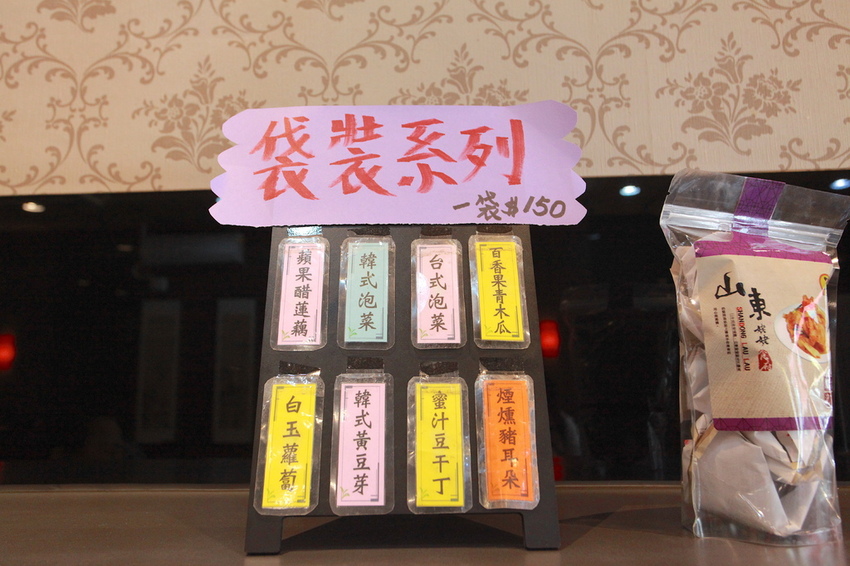 袋裝系列
一袋$150
蘋果醋蓮藕
韓式泡菜
台式泡菜
百香果青木瓜
白玉蘿蔔
韓式黃豆芽
蜜汁豆干丁
煙燻豬耳朵
山東
姥姥
SHANDONG LAO LAO